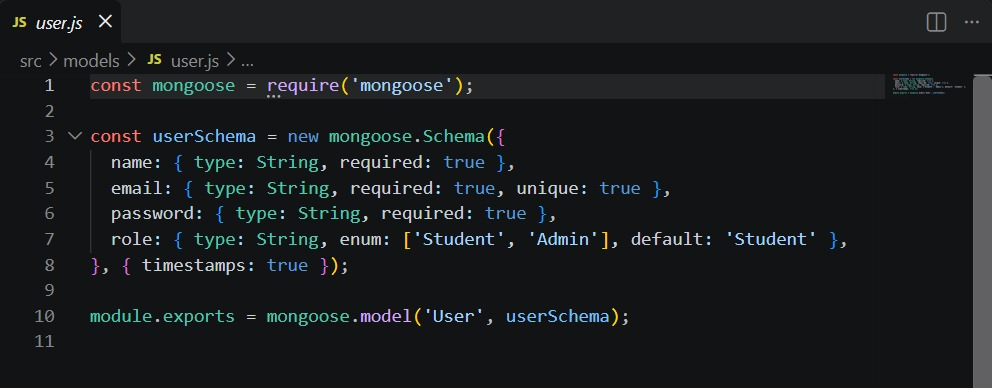 JS user.js ×
src > models > JS user.js > ...
1 const mongoose = require('mongoose');
2
3 const userSchema = new mongoose.Schema({
4   name: { type: String, required: true },
5   email: { type: String, required: true, unique: true },
6   password: { type: String, required: true },
7   role: { type: String, enum: ['Student', 'Admin'], default: 'Student' },
8 }, { timestamps: true });
9
10 module.exports = mongoose.model('User', userSchema);
11